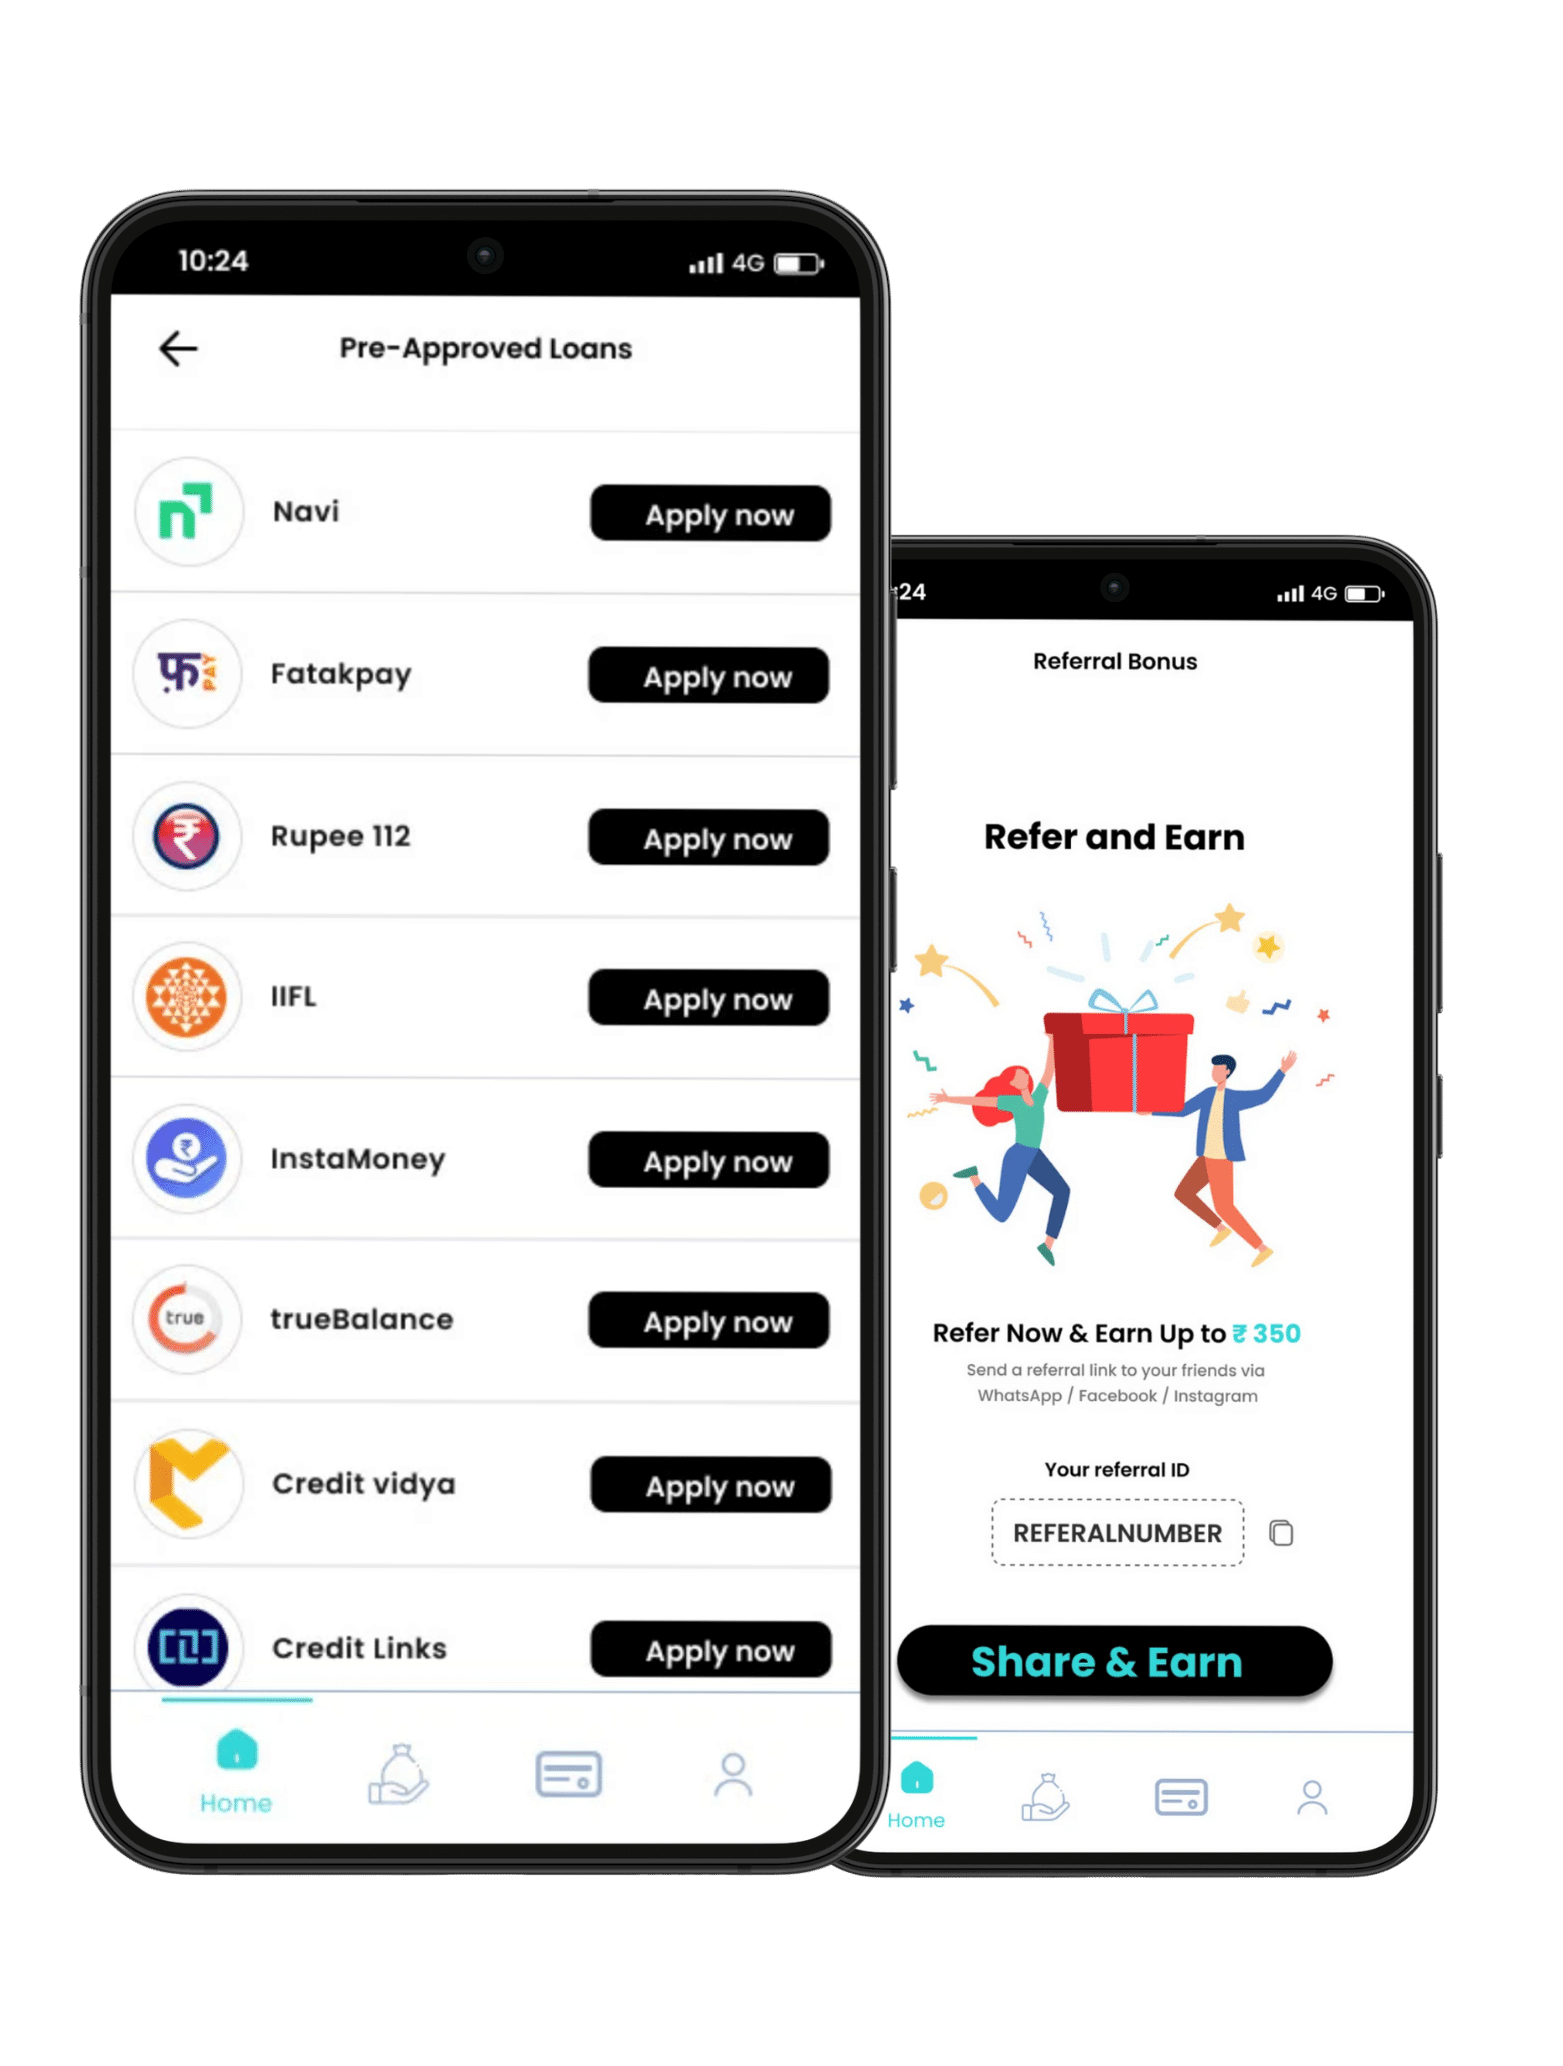 10:24
4G
Pre-Approved Loans
Navi
Apply now
फ़ PAY
Fatakpay
Apply now
₹
Rupee 112
Apply now
IIFL
Apply now
₹
InstaMoney
Apply now
true
trueBalance
Apply now
Credit vidya
Apply now
Credit Links
Apply now
Home
:24
4G
Referral Bonus
Refer and Earn
Refer Now & Earn Up to ₹ 350
Send a referral link to your friends via
WhatsApp / Facebook / Instagram
Your referral ID
REFERALNUMBER
Share & Earn
Home